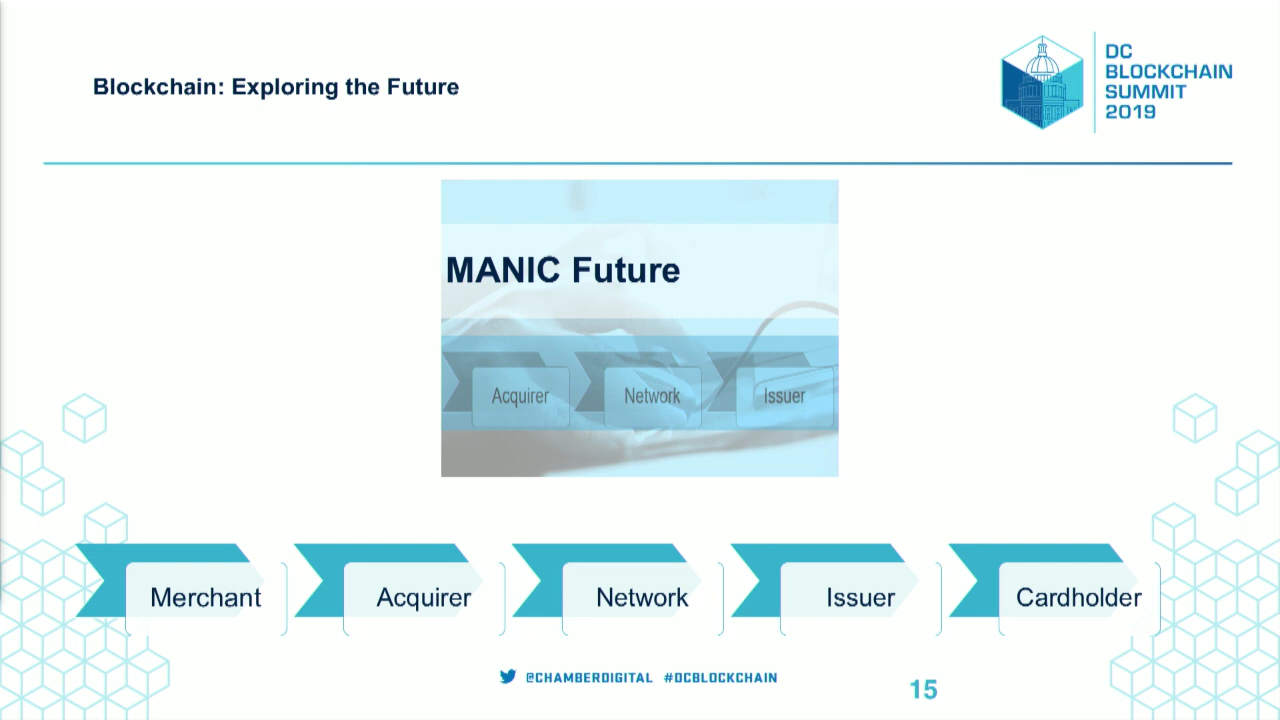 Blockchain: Exploring the Future
DC
BLOCKCHAIN
SUMMIT
2019
MANIC Future
Acquirer
Network
Issuer
Merchant
Acquirer
Network
Issuer
Cardholder
@CHAMBERDIGITAL #DCBLOCKCHAIN
15